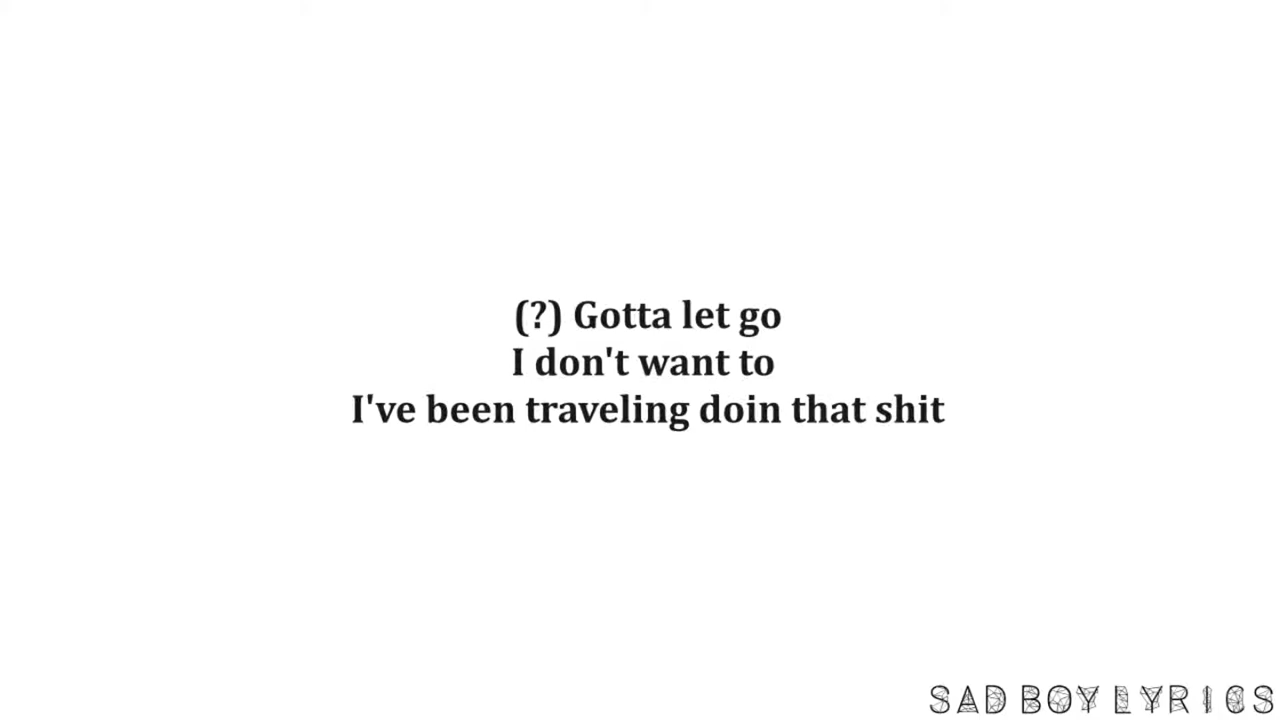 (?) Gotta let go
I don't want to
I've been traveling doin that shit
SAD BOY LYRICS